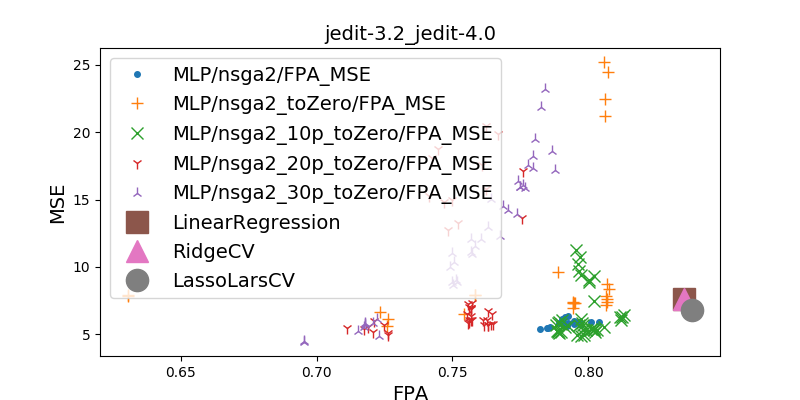 jedit-3.2_jedit-4.0
MSE
25
20
15
10
5
MLP/nsga2/FPA_MSE
MLP/nsga2_toZero/FPA_MSE
MLP/nsga2_10p_toZero/FPA_MSE
MLP/nsga2_20p_toZero/FPA_MSE
MLP/nsga2_30p_toZero/FPA_MSE
LinearRegression
RidgeCV
LassoLarsCV
0.65 0.70 0.75 0.80
FPA